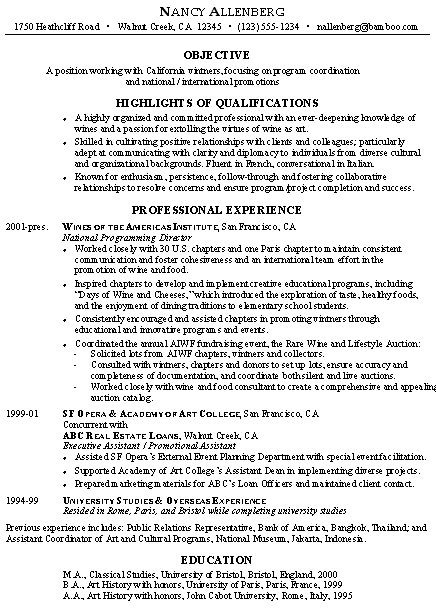 NANCY ALLENBERG
1750 Heathcliff Road • Walnut Creek, CA 12345 • (123) 555-1234 • nallenberg@bamboo.com
OBJECTIVE
A position working with California vintners, focusing on program coordination
and national / international promotions
HIGHLIGHTS OF QUALIFICATIONS
• A highly organized and committed professional with an ever-deepening knowledge of
wines and a passion for extolling the virtues of wine as art.
• Skilled in cultivating positive relationships with clients and colleagues; particularly
adept at communicating with clarity and diplomacy to individuals from diverse cultural
and organizational backgrounds. Fluent in French, conversational in Italian.
• Known for enthusiasm, persistence, follow-through and fostering collaborative
relationships to resolve concerns and ensure program/project completion and success.
PROFESSIONAL EXPERIENCE
2001-pres. WINES OF THE AMERICAS INSTITUTE, San Francisco, CA
National Programming Director
• Worked closely with 30 U.S. chapters and one Paris chapter to maintain consistent
communication and foster cohesiveness and an international team effort in the
promotion of wine and food.
• Inspired chapters to develop and implement creative educational programs, including
"Days of Wine and Cheeses," which introduced the exploration of taste, healthy foods,
and the enjoyment of dining traditions to elementary school students.
• Consistently encouraged and assisted chapters in promoting vintners through
educational and innovative programs and events.
• Coordinated the annual AIWF fundraising event, the Rare Wine and Lifestyle Auction:
- Solicited lots from AIWF chapters, vintners and collectors.
- Consulted with vintners, chapters and donors to set up lots, ensure accuracy and
completeness of documentation, and coordinate both silent and live auctions.
- Worked closely with wine and food consultant to create a comprehensive and appealing
auction catalog.
1999-01 SF OPERA & ACADEMY OF ART COLLEGE, San Francisco, CA
Concurrent with
ABC REAL ESTATE LOANS, Walnut Creek, CA
Executive Assistant / Promotional Assistant
• Assisted SF Opera's External Event Planning Department with special event facilitation.
• Supported Academy of Art College's Assistant Dean in implementing diverse projects.
• Prepared marketing materials for ABC's Loan Officers and maintained client contact.
1994-99 UNIVERSITY STUDIES & OVERSEAS EXPERIENCE
Resided in Rome, Paris, and Bristol while completing university studies
Previous experience includes: Public Relations Representative, Bank of America, Bangkok, Thailand; and
Assistant Coordinator of Art and Cultural Programs, National Museum, Jakarta, Indonesia.
EDUCATION
M.A., Classical Studies, University of Bristol, Bristol, England, 2000
B.A., Art History with honors, University of Paris, Paris, France, 1999
A.A., Art History with honors, John Cabot University, Rome, Italy, 1995